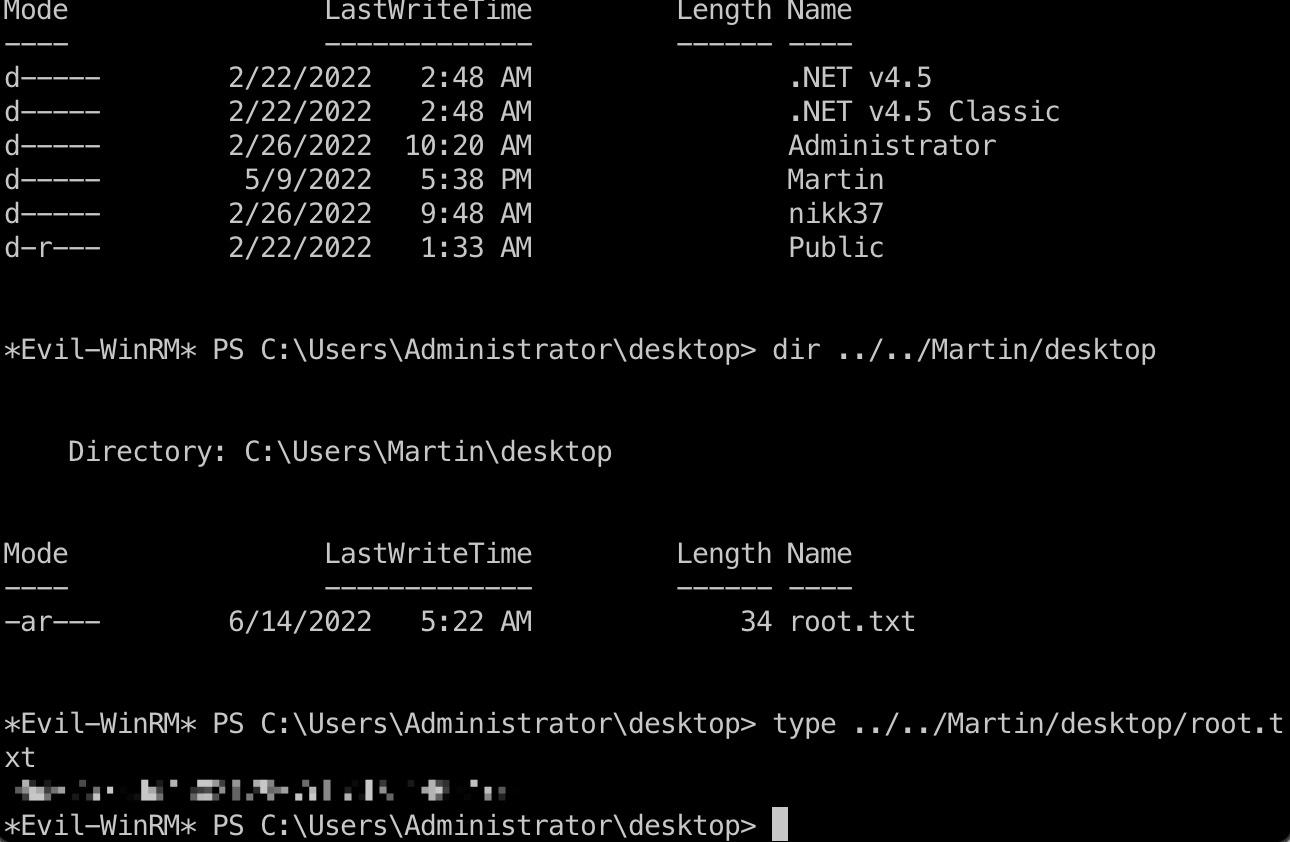 Mode                LastWriteTime         Length Name
----                -------------         ------ ----
d-----        2/22/2022   2:48 AM                .NET v4.5
d-----        2/22/2022   2:48 AM                .NET v4.5 Classic
d-----        2/26/2022  10:20 AM                Administrator
d-----         5/9/2022   5:38 PM                Martin
d-----        2/26/2022   9:48 AM                nikk37
d-r---        2/22/2022   1:33 AM                Public
*Evil-WinRM* PS C:\Users\Administrator\desktop> dir ../../Martin/desktop
    Directory: C:\Users\Martin\desktop
Mode                LastWriteTime         Length Name
----                -------------         ------ ----
-ar---        6/14/2022   5:22 AM             34 root.txt
*Evil-WinRM* PS C:\Users\Administrator\desktop> type ../../Martin/desktop/root.t
xt
*Evil-WinRM* PS C:\Users\Administrator\desktop>